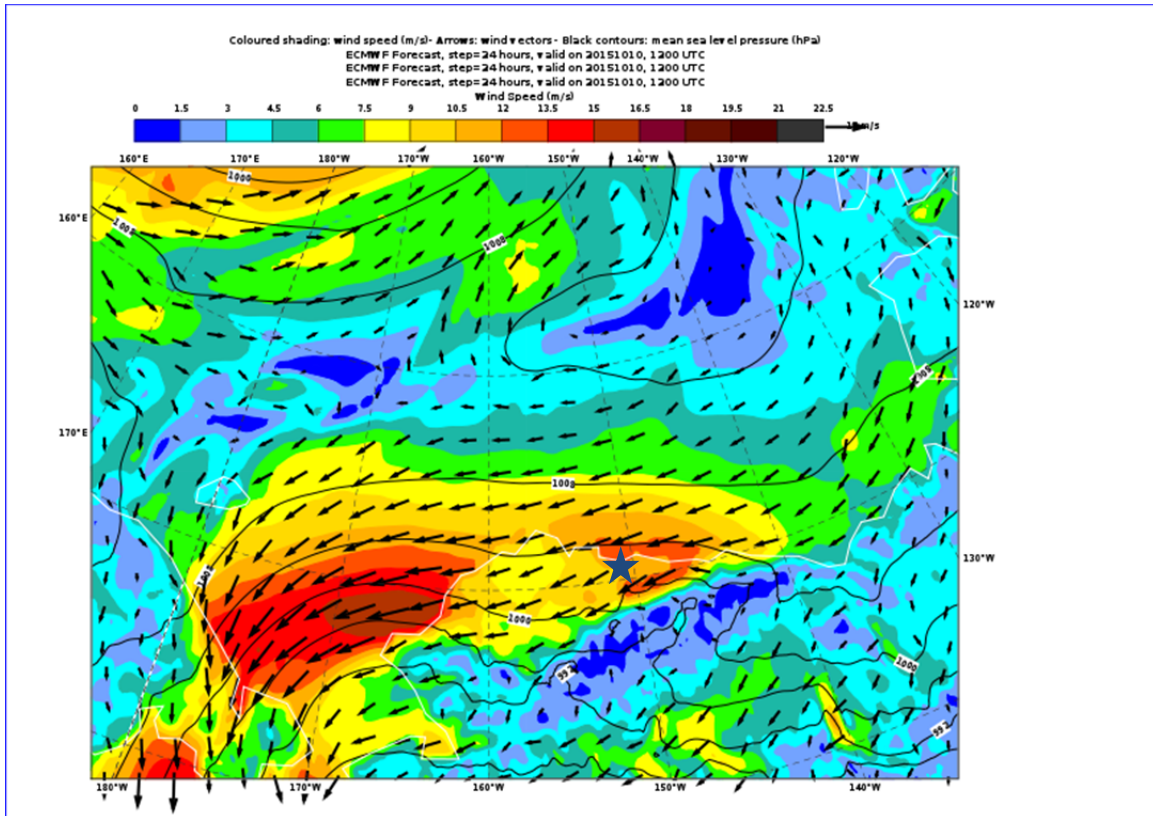 Coloured shading: wind speed (m/s)- Arrows: wind vectors - Black contours: mean sea level pressure (hPa)
ECMWF Forecast, step=24 hours, valid on 20151010, 1200 UTC
ECMWF Forecast, step=24 hours, valid on 20151010, 1200 UTC
ECMWF Forecast, step=24 hours, valid on 20151010, 1200 UTC
Wind Speed (m/s)
0 1.5 3 4.5 6 7.5 9 10.5 12 13.5 15 16.5 18 19.5 21 22.5
m/s
160°E 170°E 180°W 170°W 160°W 150°W 140°W 130°W 120°W
1000
160°E
1008
120°W
170°E
1008
130°W
1000
1000
180°W 170°W 160°W 150°W 140°W